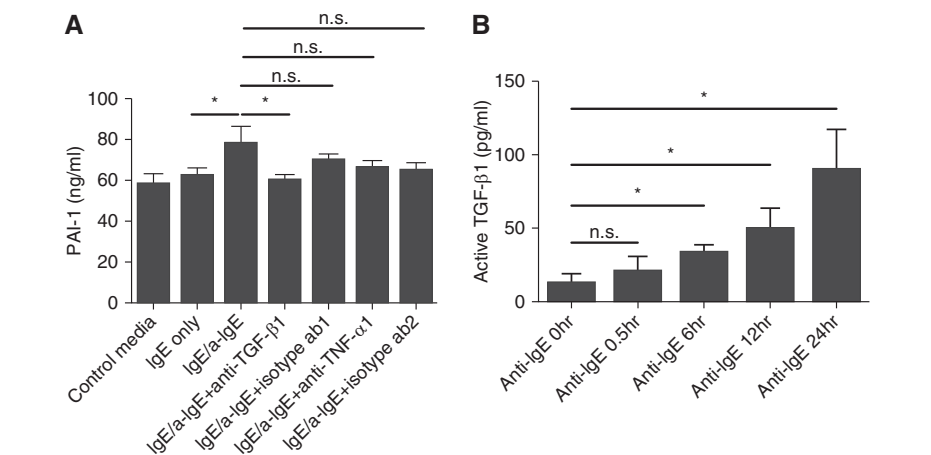 A
n.s.
n.s.
n.s.
* *
PAI-1 (ng/ml)
100
80
60
40
20
0
Control media
IgE only
IgE/a-IgE
IgE/a-IgE+anti-TGF-β1
IgE/a-IgE+isotype ab1
IgE/a-IgE+anti-TNF-α1
IgE/a-IgE+isotype ab2
B
*
*
*
n.s.
Active TGF-β1 (pg/ml)
150
100
50
0
Anti-IgE 0hr
Anti-IgE 0.5hr
Anti-IgE 6hr
Anti-IgE 12hr
Anti-IgE 24hr